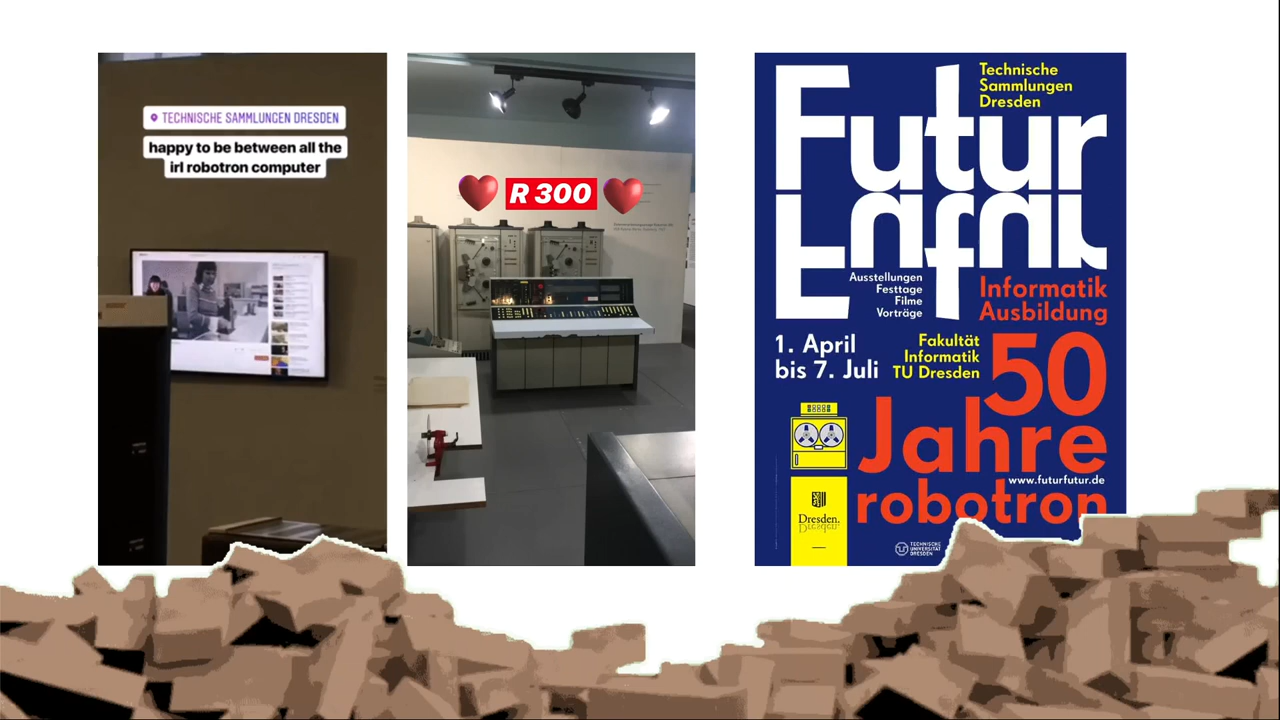 TECHNISCHE SAMMLUNGEN DRESDEN
happy to be between all the
irl robotron computer
R 300
Technische
Sammlungen
Dresden
Futur
Futur
Ausstellungen
Festtage
Filme
Vorträge
Informatik
Ausbildung
1. April
bis 7. Juli
Fakultät
Informatik
TU Dresden
50
Jahre
www.futurfutur.de
robotron
Dresden.
Dresden.
TECHNISCHE
UNIVERSITÄT
DRESDEN